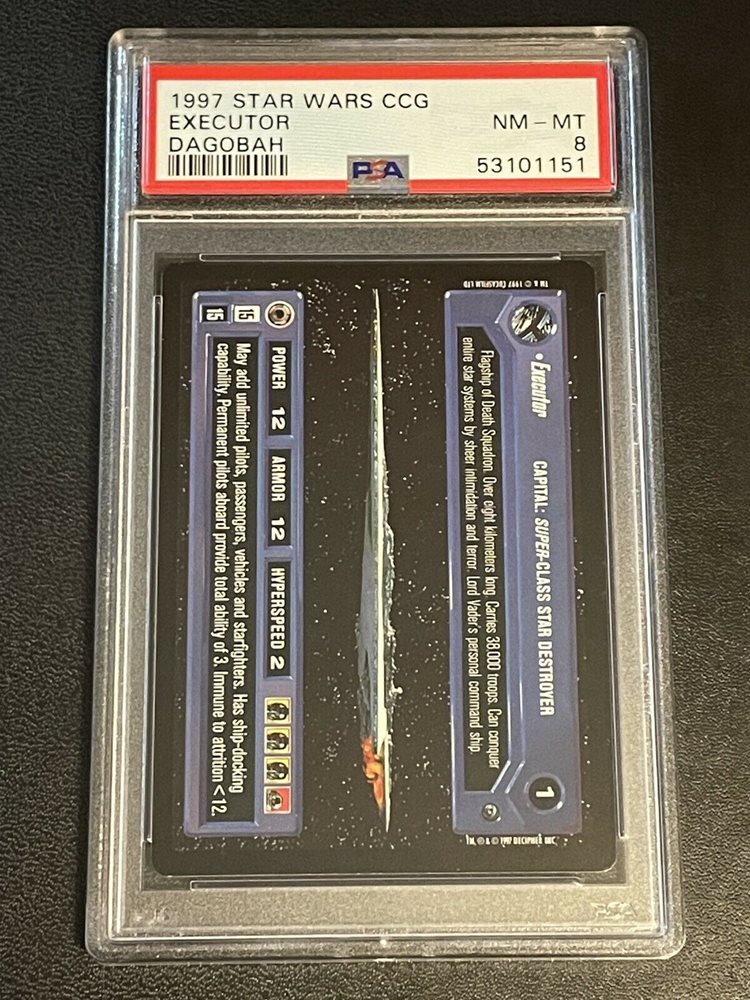 1997 STAR WARS CCG
EXECUTOR NM - MT
DAGOBAH 8
PSA 53101151
TM & © 1997 LUCASFILM LTD
•Executor CAPITAL: SUPER-CLASS STAR DESTROYER 1
Flagship of Death Squadron. Over eight kilometers long. Carries 38,000 troops. Can conquer
entire star systems by sheer intimidation and terror. Lord Vader's personal command ship.
TM, ® & © 1997 DECIPHER INC.
POWER 12 ARMOR 12 HYPERSPEED 2
15 May add unlimited pilots, passengers, vehicles and starfighters. Has ship-docking
15 capability. Permanent pilots aboard provide total ability of 3. Immune to attrition < 12.
PSA